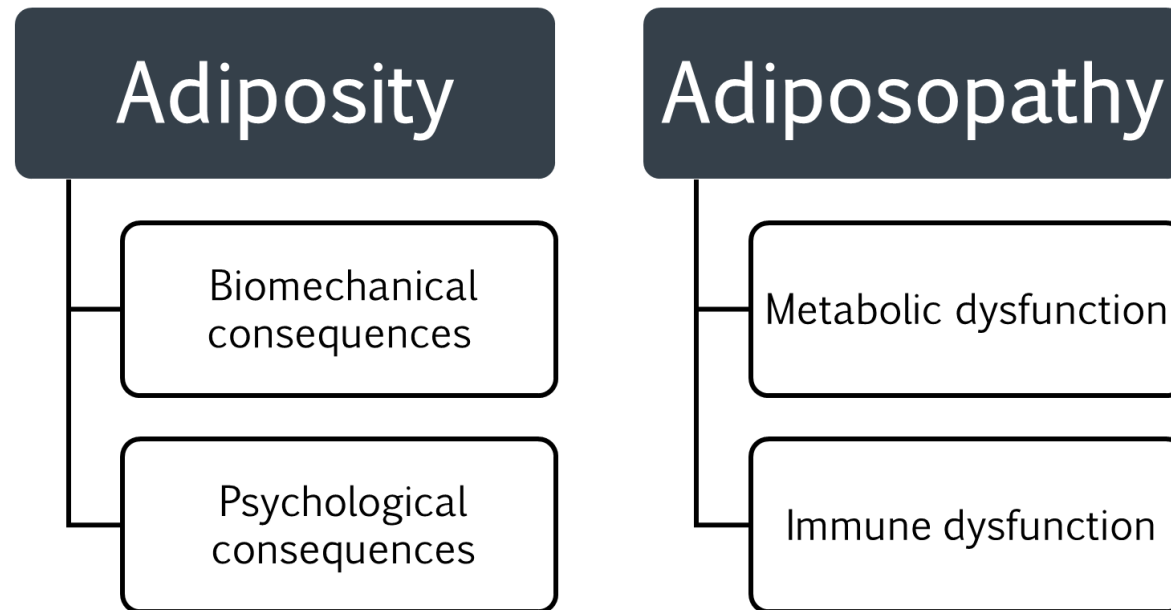 Adiposity
Biomechanical
consequences
Psychological
consequences
Adiposopathy
Metabolic dysfunction
Immune dysfunction